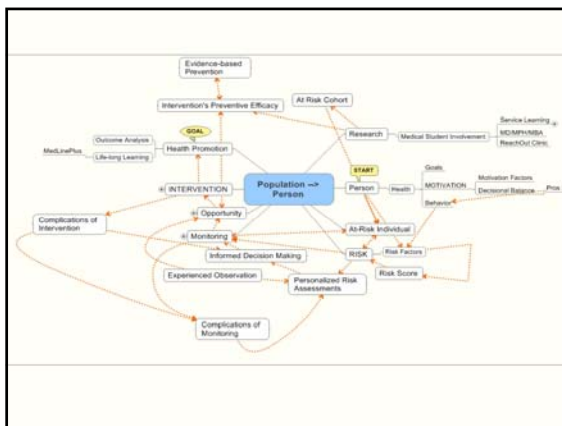 Evidence-based
Prevention
At Risk Cohort
Intervention's Preventive Efficacy
Service Learning
GOAL
Research
Medical Student Involvement
MD/MPH/MBA
Outcome Analysis
ReachOut Clinic
MedLinePlus
Health Promotion
Life-long Learning
START
Goals
INTERVENTION
Population -->
Person
Person
Health
MOTIVATION
Motivation Factors
Decisional Balance
Pros
Behavior
Opportunity
Complications of
Intervention
At-Risk Individual
Monitoring
Informed Decision Making
RISK
Risk Factors
Experienced Observation
Personalized Risk
Assessments
Risk Score
Complications of
Monitoring